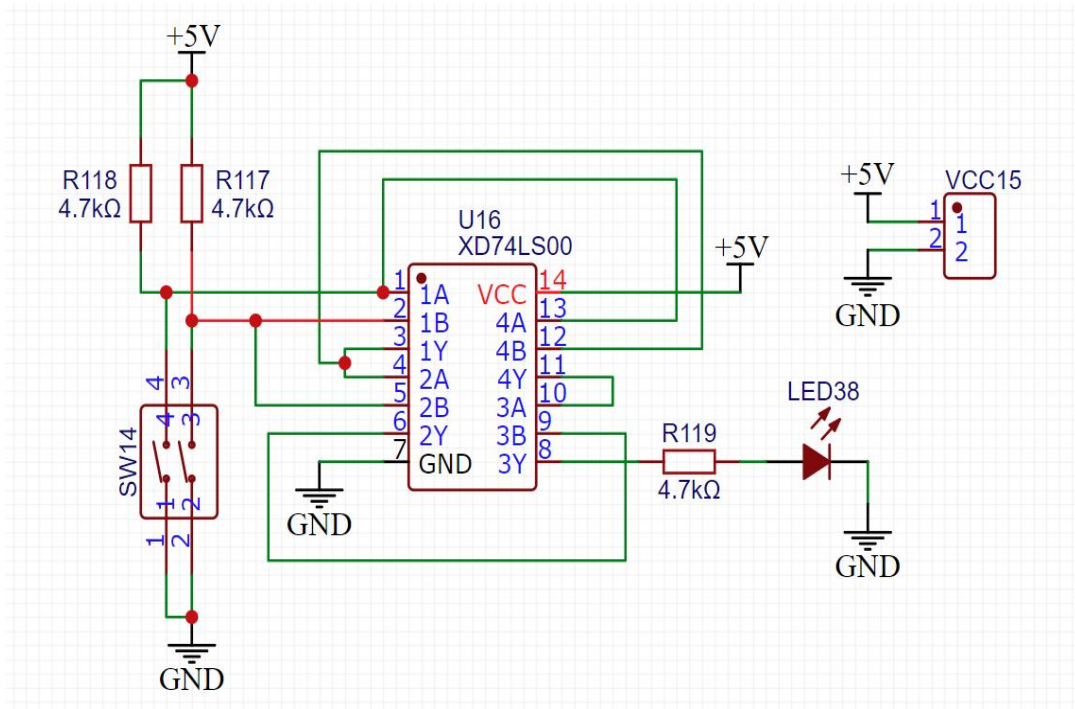 +5V
R118
4.7kΩ
R117
4.7kΩ
4
3
4
3
SW14
1
2
1
2
GND
U16
XD74LS00
1
2
3
4
5
6
7
1A
1B
1Y
2A
2B
2Y
GND
VCC
4A
4B
4Y
3A
3B
3Y
14
13
12
11
10
9
8
GND
+5V
R119
4.7kΩ
LED38
GND
+5V
VCC15
1
1
2
2
GND